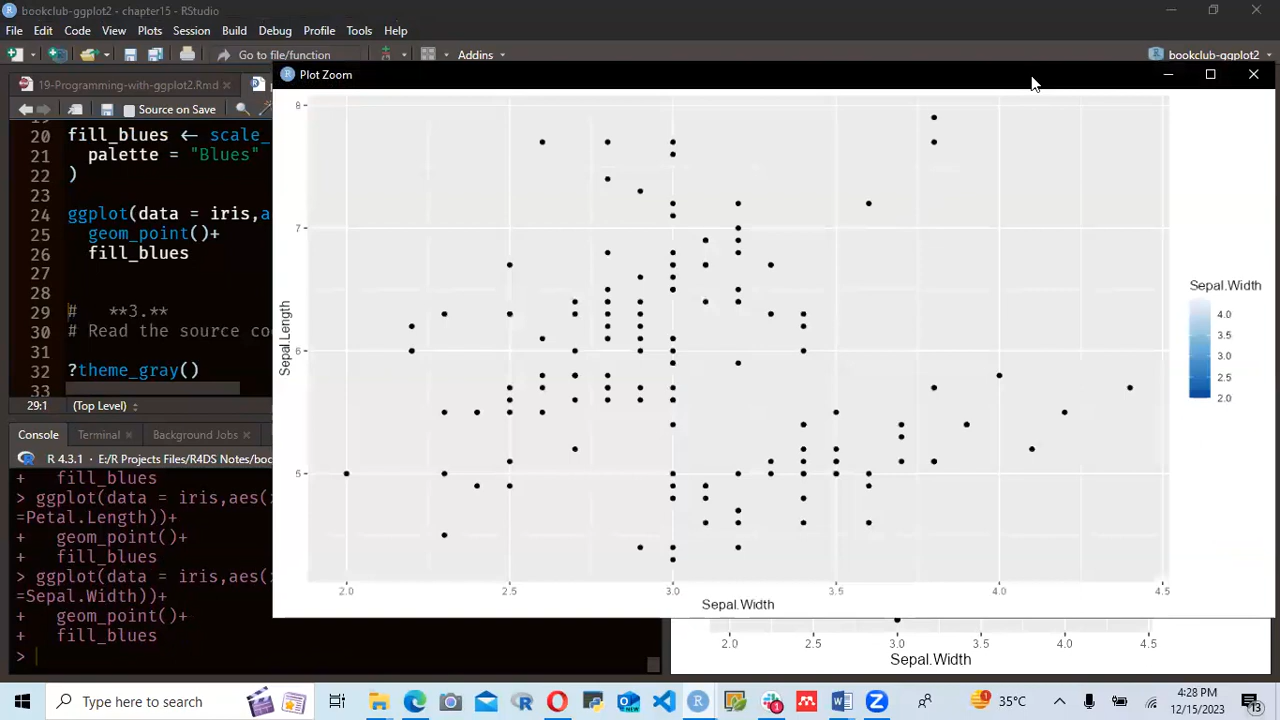 bookclub-ggplot2 - chapter15 - RStudio
File Edit Code View Plots Session Build Debug Profile Tools Help
Go to file/function Addins bookclub-ggplot2
19-Programming-with-ggplot2.Rmd
Plot Zoom
Source on Save
20 fill_blues ← scale_
21 palette = "Blues"
22 )
23
24 ggplot(data = iris,a
25 geom_point()+
26 fill_blues
27
28
29 # **3.**
30 # Read the source co
31
32 ?theme_gray()
33
29:1 (Top Level)
Console Terminal Background Jobs
R 4.3.1 · E:/R Projects/Files/R4DS Notes/boo
+ fill_blues
> ggplot(data = iris,aes(
=Petal.Length))+
+ geom_point()+
+ fill_blues
> ggplot(data = iris,aes(
=Sepal.Width))+
+ geom_point()+
+ fill_blues
>
8
7
6
5
Sepal.Length
2.0 2.5 3.0 3.5 4.0 4.5
Sepal.Width
Sepal.Width
4.0
3.5
3.0
2.5
2.0
2.0 2.5 3.0 3.5 4.0 4.5
Sepal.Width
Type here to search
1
1
35°C
4:28 PM
12/15/2023
13